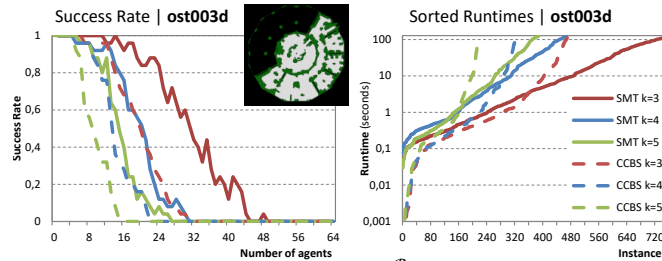 Success Rate | ost003d
Success Rate
1
0,8
0,6
0,4
0,2
0
0 8 16 24 32 40 48 56 64
Number of agents
Sorted Runtimes | ost003d
Runtime (seconds)
100
10
1
0,1
0,01
0,001
SMT k=3
SMT k=4
SMT k=5
CCBS k=3
CCBS k=4
CCBS k=5
0 80 160 240 320 400 480 560 640 720
Instance